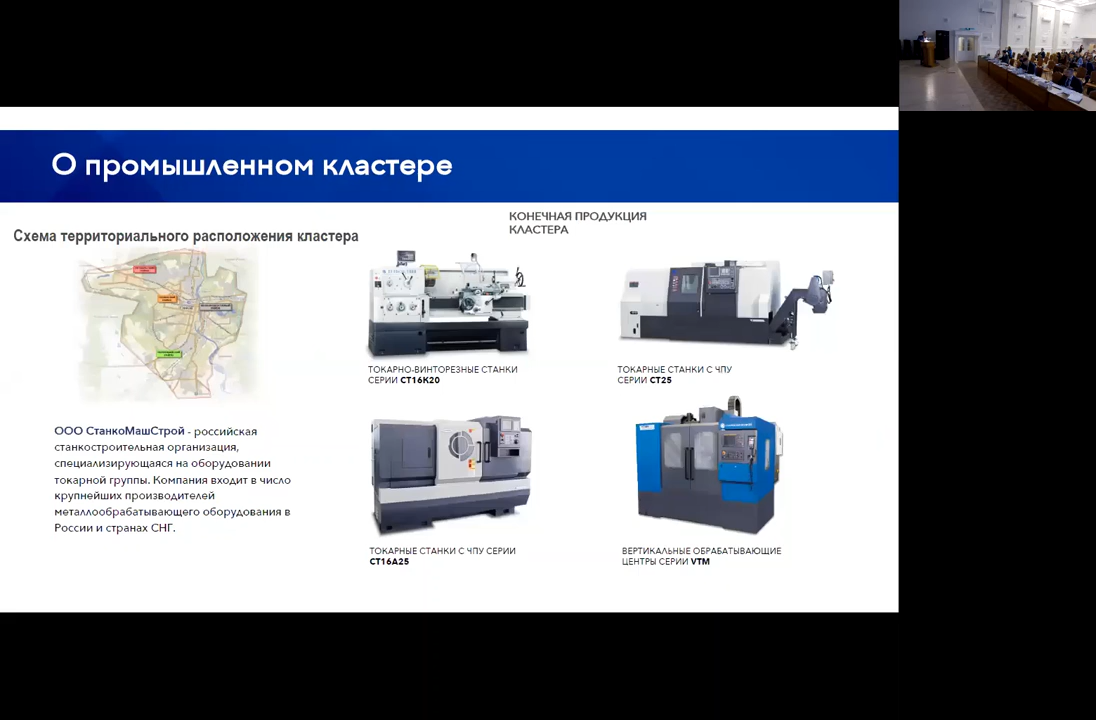 О промышленном кластере
Схема территориального расположения кластера
КОНЕЧНАЯ ПРОДУКЦИЯ
КЛАСТЕРА
ТОКАРНО-ВИНТОРЕЗНЫЕ СТАНКИ
СЕРИИ СТ16К20
ТОКАРНЫЕ СТАНКИ С ЧПУ
СЕРИИ СТ25
ООО СтанкоМашСтрой - российская
станкостроительная организация,
специализирующаяся на оборудовании
токарной группы. Компания входит в число
крупнейших производителей
металлообрабатывающего оборудования в
России и странах СНГ.
ТОКАРНЫЕ СТАНКИ С ЧПУ СЕРИИ
СТ16А25
ВЕРТИКАЛЬНЫЕ ОБРАБАТЫВАЮЩИЕ
ЦЕНТРЫ СЕРИИ VTM